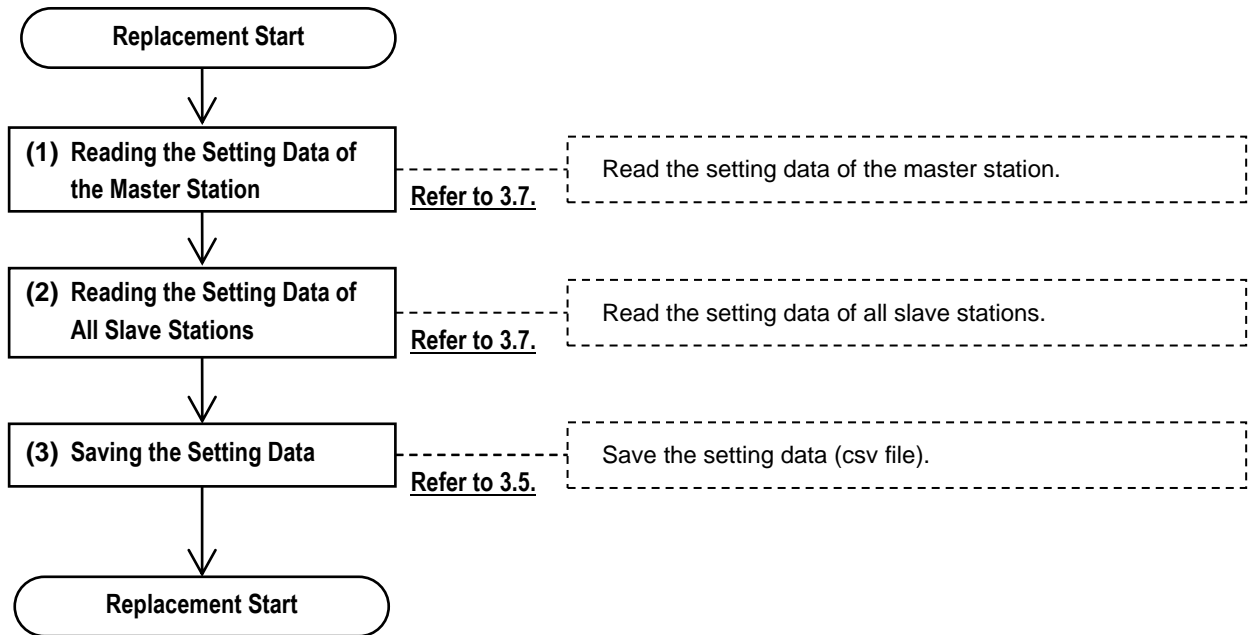 Replacement Start
(1) Reading the Setting Data of
the Master Station
Refer to 3.7.
Read the setting data of the master station.
(2) Reading the Setting Data of
All Slave Stations
Refer to 3.7.
Read the setting data of all slave stations.
(3) Saving the Setting Data
Refer to 3.5.
Save the setting data (csv file).
Replacement Start